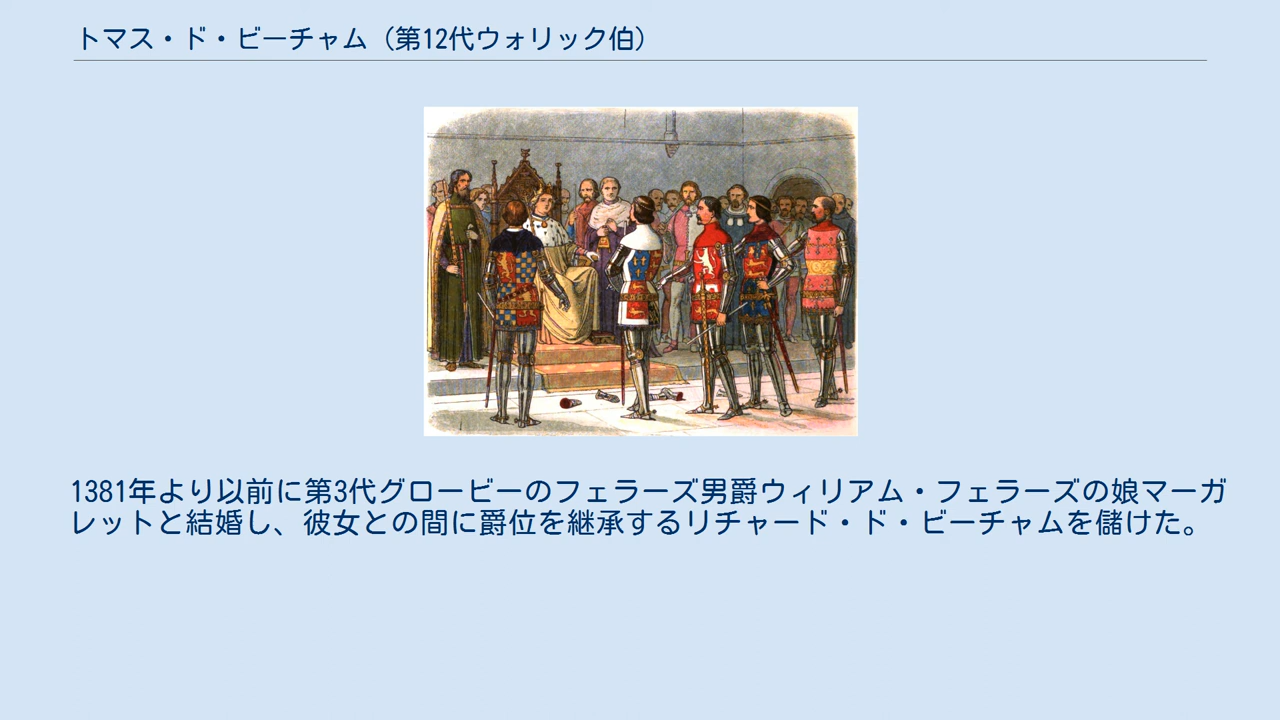 トマス・ド・ビーチャム（第12代ウォリック伯）
1381年より以前に第3代グロービーのフェラーズ男爵ウィリアム・フェラーズの娘マーガ
レットと結婚し、彼女との間に爵位を継承するリチャード・ド・ビーチャムを儲けた。